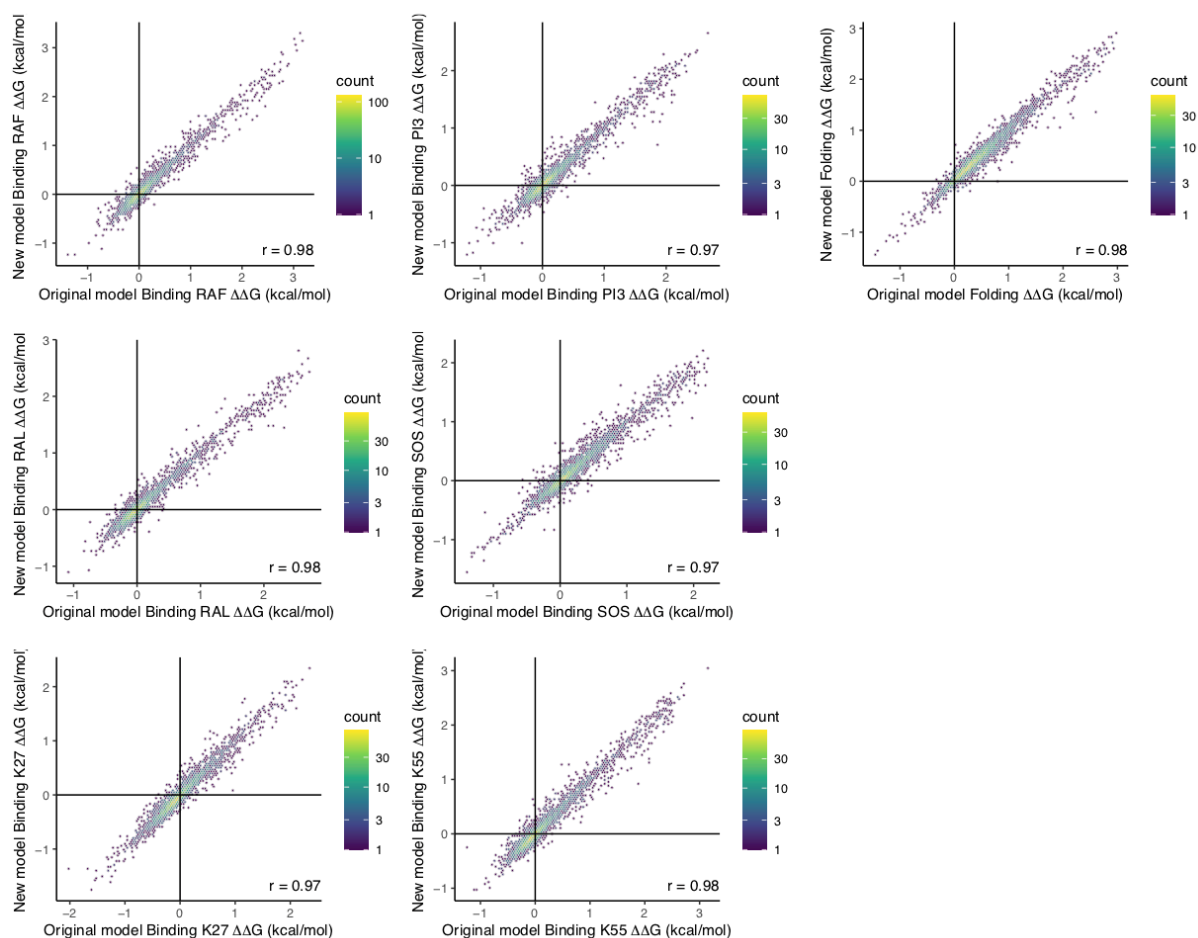 New model Binding RAF ΔΔG (kcal/mol)
3
2
1
0
−1
−1 0 1 2 3
Original model Binding RAF ΔΔG (kcal/mol)
r = 0.98
count
100
10
1
New model Binding PI3 ΔΔG (kcal/mol)
2
1
0
−1
−1 0 1 2
Original model Binding PI3 ΔΔG (kcal/mol)
r = 0.97
count
30
10
3
1
New model Folding ΔΔG (kcal/mol)
3
2
1
0
−1
−1 0 1 2 3
Original model Folding ΔΔG (kcal/mol)
r = 0.98
count
30
10
3
1
New model Binding RAL ΔΔG (kcal/mol)
3
2
1
0
−1
−1 0 1 2
Original model Binding RAL ΔΔG (kcal/mol)
r = 0.98
count
30
10
3
1
New model Binding SOS ΔΔG (kcal/mol)
2
1
0
−1
−1 0 1 2
Original model Binding SOS ΔΔG (kcal/mol)
r = 0.97
count
30
10
3
1
New model Binding K27 ΔΔG (kcal/mol)
2
1
0
−1
−2 −1 0 1 2
Original model Binding K27 ΔΔG (kcal/mol)
r = 0.97
count
30
10
3
1
New model Binding K55 ΔΔG (kcal/mol)
3
2
1
0
−1
−1 0 1 2 3
Original model Binding K55 ΔΔG (kcal/mol)
r = 0.98
count
30
10
3
1